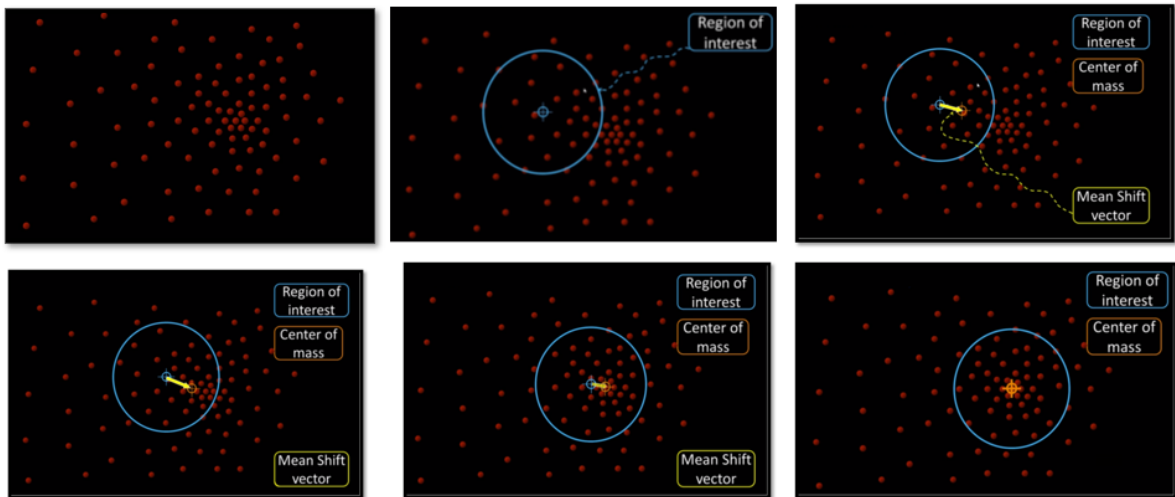 Region of
interest
Region of
interest
Center of
mass
Mean Shift
vector
Region of
interest
Center of
mass
Mean Shift
vector
Region of
interest
Center of
mass
Mean Shift
vector
Region of
interest
Center of
mass